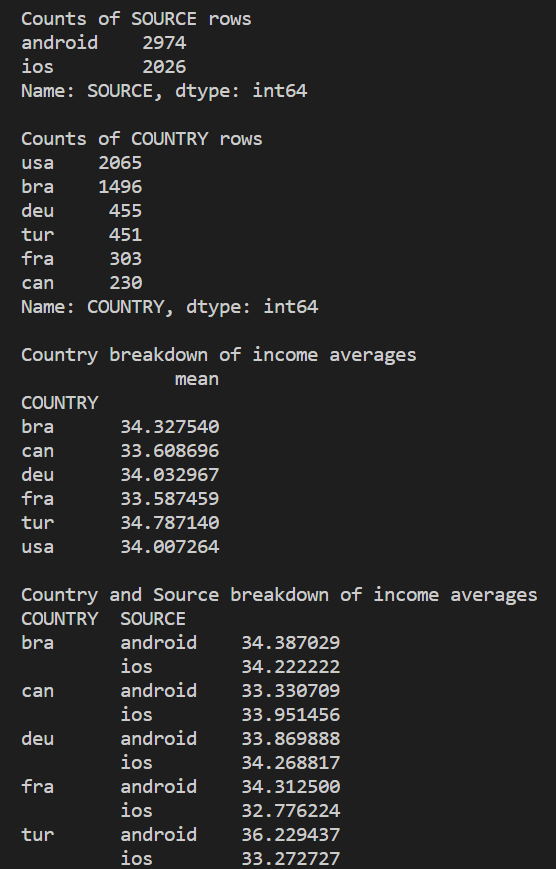 Counts of SOURCE rows
android    2974
ios        2026
Name: SOURCE, dtype: int64

Counts of COUNTRY rows
usa    2065
bra    1496
deu     455
tur     451
fra     303
can     230
Name: COUNTRY, dtype: int64

Country breakdown of income averages
              mean
COUNTRY
bra      34.327540
can      33.608696
deu      34.032967
fra      33.587459
tur      34.787140
usa      34.007264

Country and Source breakdown of income averages
COUNTRY  SOURCE
bra      android    34.387029
         ios        34.222222
can      android    33.330709
         ios        33.951456
deu      android    33.869888
         ios        34.268817
fra      android    34.312500
         ios        32.776224
tur      android    36.229437
         ios        33.272727